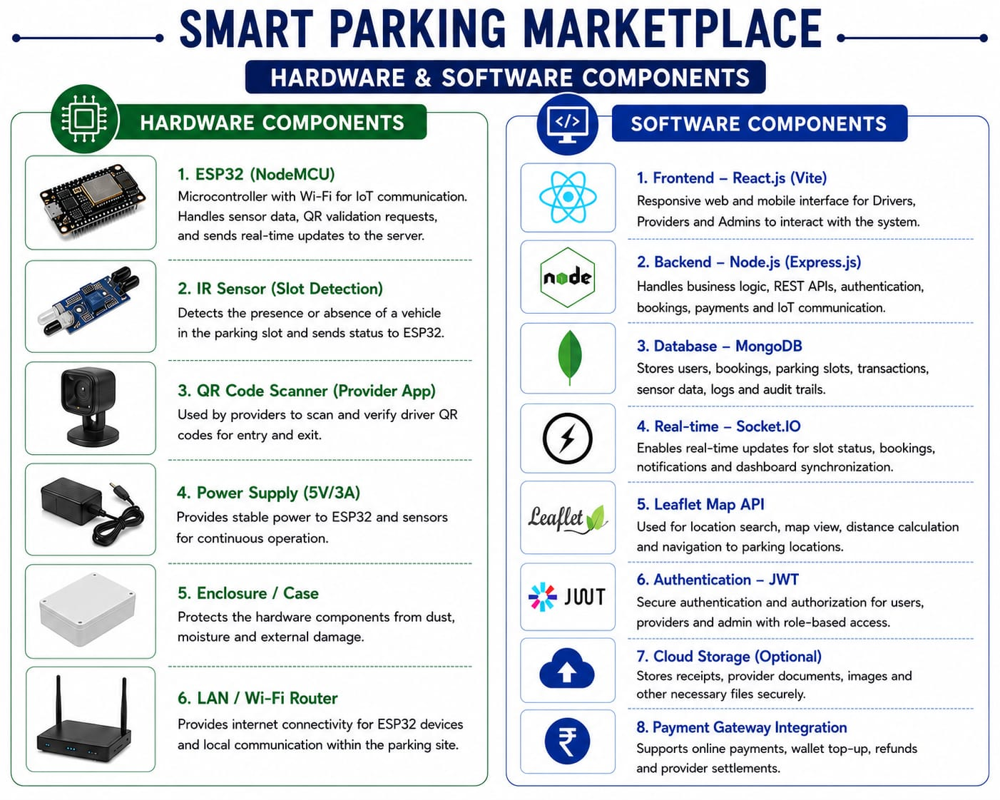 SMART PARKING MARKETPLACE
HARDWARE & SOFTWARE COMPONENTS
HARDWARE COMPONENTS
1. ESP32 (NodeMCU)
Microcontroller with Wi-Fi for IoT communication.
Handles sensor data, QR validation requests,
and sends real-time updates to the server.
2. IR Sensor (Slot Detection)
Detects the presence or absence of a vehicle
in the parking slot and sends status to ESP32.
3. QR Code Scanner (Provider App)
Used by providers to scan and verify driver QR
codes for entry and exit.
4. Power Supply (5V/3A)
Provides stable power to ESP32 and sensors
for continuous operation.
5. Enclosure / Case
Protects the hardware components from dust,
moisture and external damage.
6. LAN / Wi-Fi Router
Provides internet connectivity for ESP32 devices
and local communication within the parking site.
</>
SOFTWARE COMPONENTS
1. Frontend – React.js (Vite)
Responsive web and mobile interface for Drivers,
Providers and Admins to interact with the system.
node
2. Backend – Node.js (Express.js)
Handles business logic, REST APIs, authentication,
bookings, payments and IoT communication.
3. Database – MongoDB
Stores users, bookings, parking slots, transactions,
sensor data, logs and audit trails.
4. Real-time – Socket.IO
Enables real-time updates for slot status, bookings,
notifications and dashboard synchronization.
Leaflet
5. Leaflet Map API
Used for location search, map view, distance calculation
and navigation to parking locations.
JWT
6. Authentication – JWT
Secure authentication and authorization for users,
providers and admin with role-based access.
7. Cloud Storage (Optional)
Stores receipts, provider documents, images and
other necessary files securely.
₹
8. Payment Gateway Integration
Supports online payments, wallet top-up, refunds
and provider settlements.